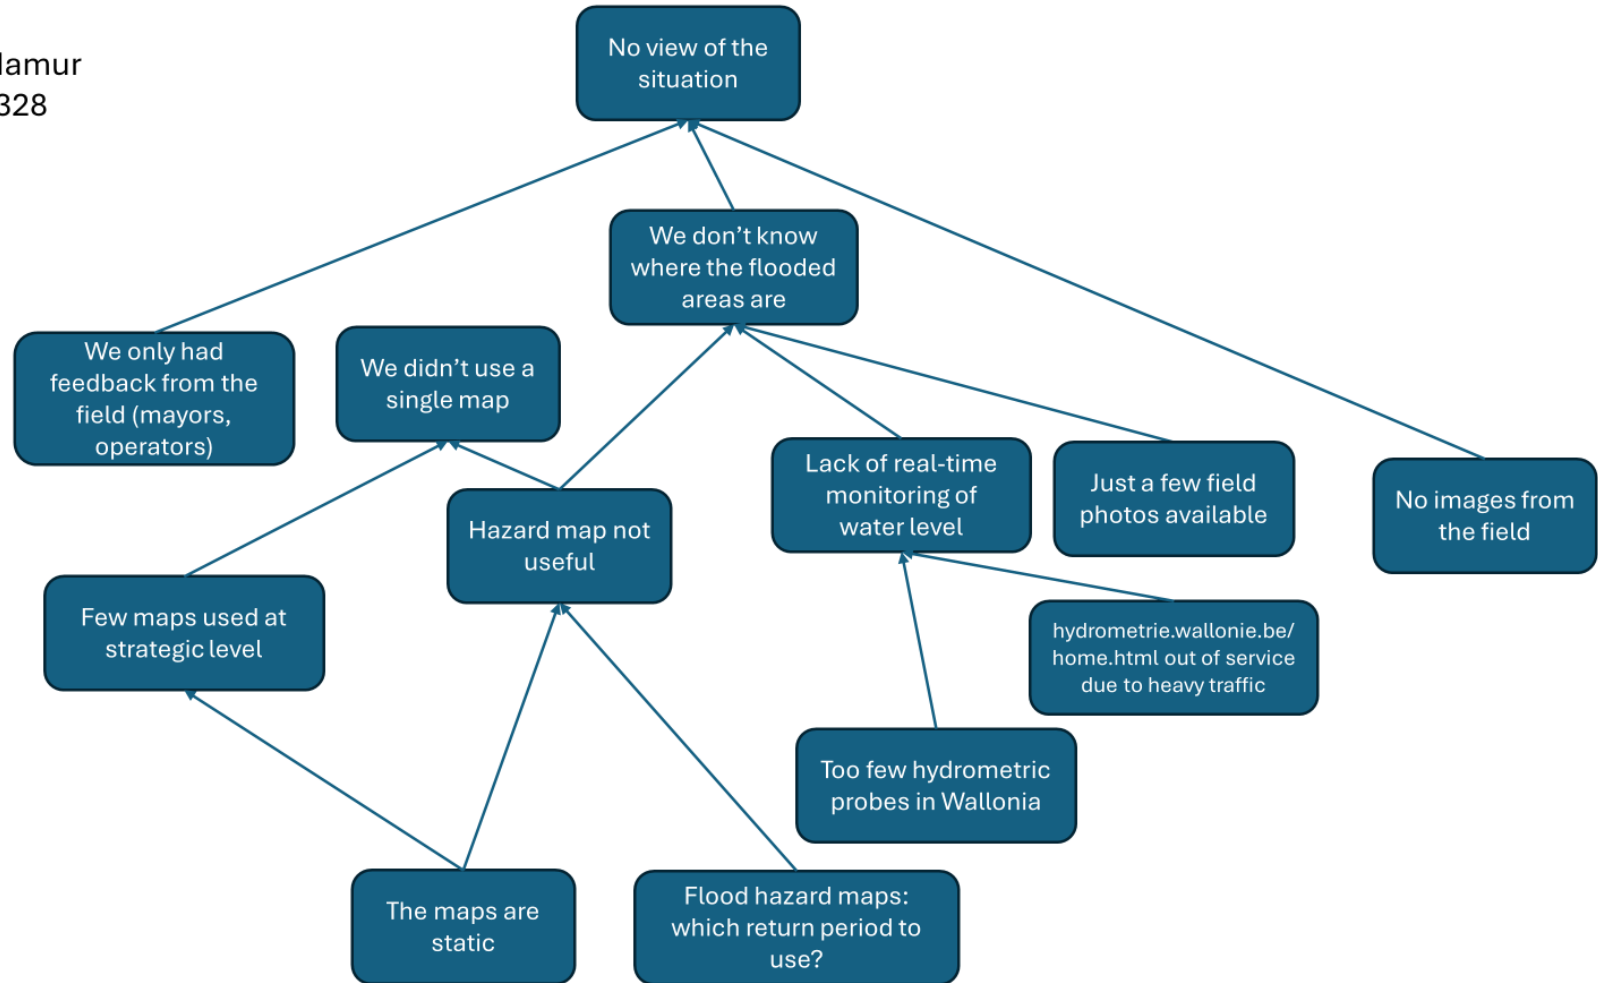 328
No view of the
situation
We don’t know
where the flooded
areas are
We only had
feedback from the
field (mayors,
operators)
We didn’t use a
single map
Lack of real-time
monitoring of
water level
Just a few field
photos available
No images from
the field
Hazard map not
useful
Few maps used at
strategic level
hydrometrie.wallonie.be/
home.html out of service
due to heavy traffic
Too few hydrometric
probes in Wallonia
The maps are
static
Flood hazard maps:
which return period to
use?